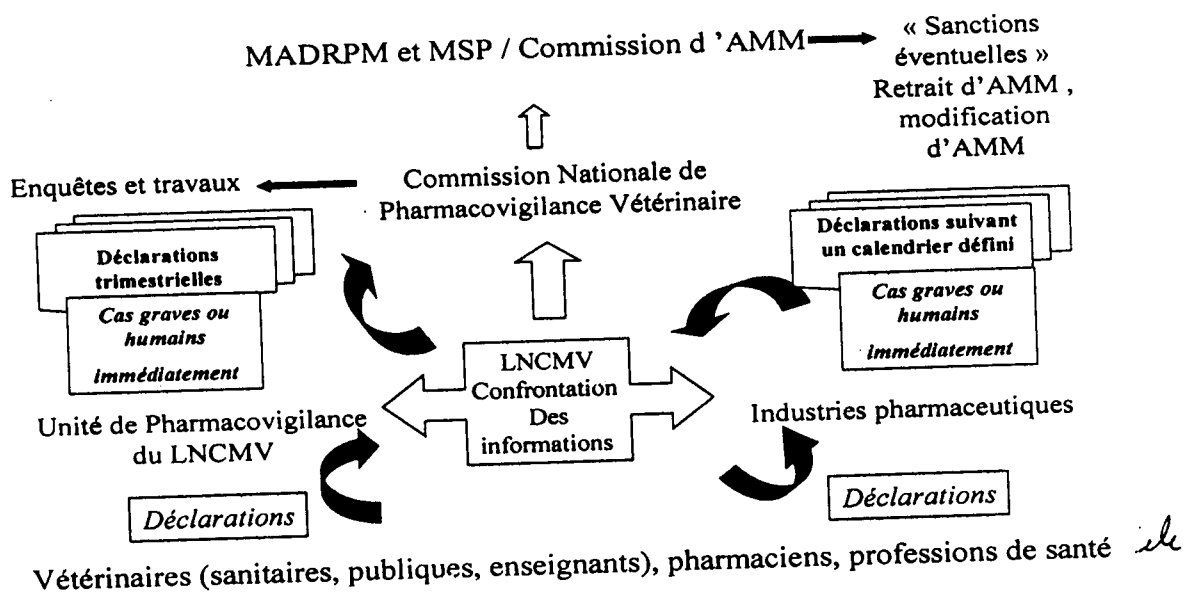 MADRPM et MSP / Commission d 'AMM
« Sanctions
éventuelles »
Retrait d'AMM ,
modification
d'AMM
Enquêtes et travaux
Commission Nationale de
Pharmacovigilance Vétérinaire
Déclarations
trimestrielles
Cas graves ou
humains
immédiatement
Déclarations suivant
un calendrier défini
Cas graves ou
humains
immédiatement
LNCMV
Confrontation
Des
informations
Unité de Pharmacovigilance
du LNCMV
Industries pharmaceutiques
Déclarations
Déclarations
Vétérinaires (sanitaires, publiques, enseignants), pharmaciens, professions de santé